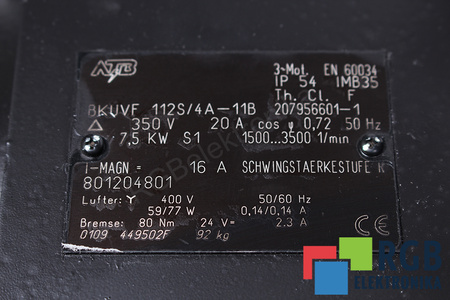 ATB
3~Mot. EN 60034
IP 54 IMB35
Th. Cl. F
BKUVF 112S/4A-11B 207956601-1
△ 350 V 20 A cos φ 0,72 50 Hz
7,5 KW S1 1500...3500 1/min
I-MAGN = 16 A SCHWINGSTAERKESTUFE R
801204801
Lufter: Y 400 V 50/60 Hz
59/77 W 0,14/0,14 A
Bremse: 80 Nm 24 V= 2.3 A
0109 449502F 92 kg
CE
RGB
ELEKTRONIKA